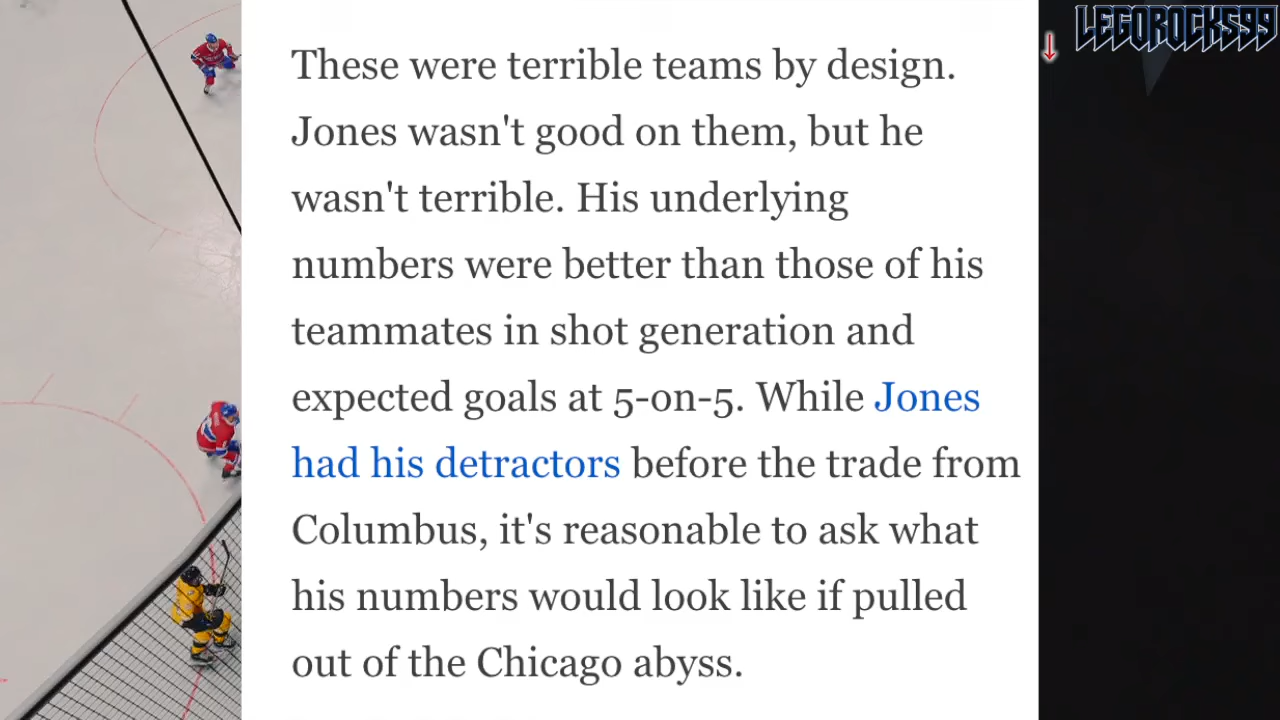 LEGOROCKS99
These were terrible teams by design.
Jones wasn't good on them, but he
wasn't terrible. His underlying
numbers were better than those of his
teammates in shot generation and
expected goals at 5-on-5. While Jones
had his detractors before the trade from
Columbus, it's reasonable to ask what
his numbers would look like if pulled
out of the Chicago abyss.